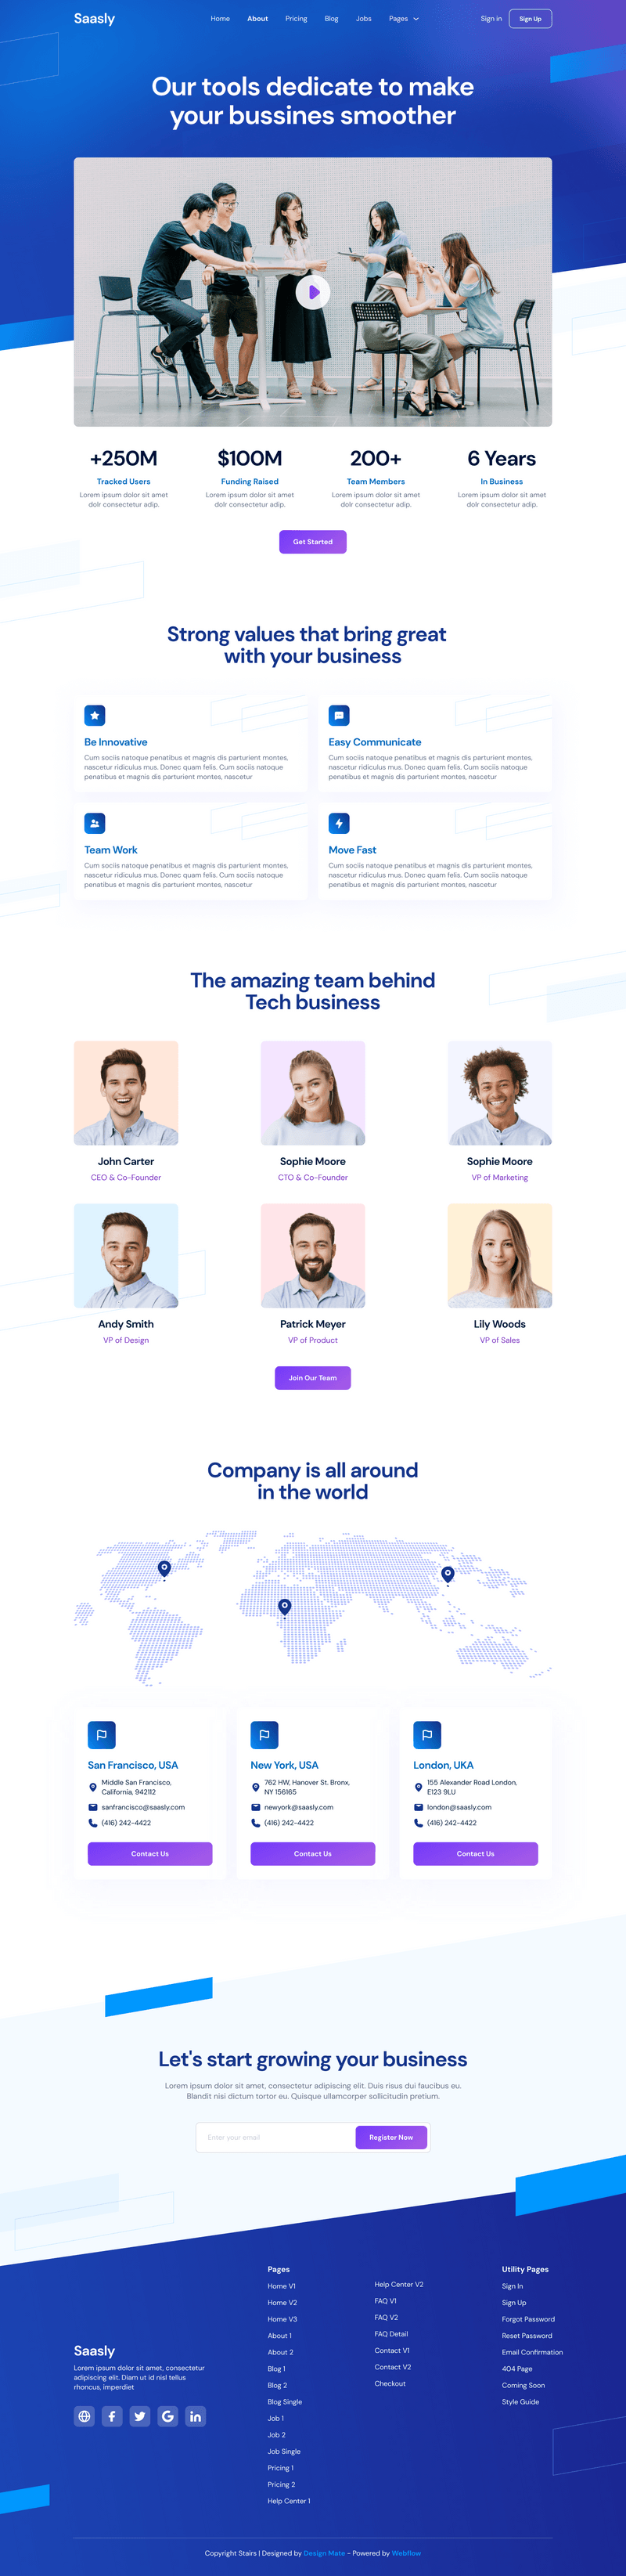 Saasly
Home About Pricing Blog Jobs Pages
Sign in Sign Up
Our tools dedicate to make
your bussines smoother
+250M
Tracked Users
Lorem ipsum dolor sit amet
dolr consectetur adip.
$100M
Funding Raised
Lorem ipsum dolor sit amet
dolr consectetur adip.
200+
Team Members
Lorem ipsum dolor sit amet
dolr consectetur adip.
6 Years
In Business
Lorem ipsum dolor sit amet
dolr consectetur adip.
Get Started
Strong values that bring great
with your business
Be Innovative
Cum sociis natoque penatibus et magnis dis parturient montes,
nascetur ridiculus mus. Donec quam felis. Cum sociis natoque
penatibus et magnis dis parturient montes, nascetur
Easy Communicate
Cum sociis natoque penatibus et magnis dis parturient montes,
nascetur ridiculus mus. Donec quam felis. Cum sociis natoque
penatibus et magnis dis parturient montes, nascetur
Team Work
Cum sociis natoque penatibus et magnis dis parturient montes,
nascetur ridiculus mus. Donec quam felis. Cum sociis natoque
penatibus et magnis dis parturient montes, nascetur
Move Fast
Cum sociis natoque penatibus et magnis dis parturient montes,
nascetur ridiculus mus. Donec quam felis. Cum sociis natoque
penatibus et magnis dis parturient montes, nascetur
The amazing team behind
Tech business
John Carter
CEO & Co-Founder
Sophie Moore
CTO & Co-Founder
Sophie Moore
VP of Marketing
Andy Smith
VP of Design
Patrick Meyer
VP of Product
Lily Woods
VP of Sales
Join Our Team
Company is all around
in the world
San Francisco, USA
Middle San Francisco,
California, 942112
sanfrancisco@saasly.com
(416) 242-4422
Contact Us
New York, USA
762 HW, Hanover St. Bronx,
NY 156165
newyork@saasly.com
(416) 242-4422
Contact Us
London, UKA
155 Alexander Road London,
E123 9LU
london@saasly.com
(416) 242-4422
Contact Us
Let's start growing your business
Lorem ipsum dolor sit amet, consectetur adipiscing elit. Duis risus dui faucibus eu.
Blandit nisi dictum tortor eu. Quisque ullamcorper sollicitudin pretium.
Enter your email
Register Now
Saasly
Lorem ipsum dolor sit amet, consectetur
adipiscing elit. Diam ut id nisl tellus
rhoncus, imperdiet
Pages
Home V1
Home V2
Home V3
About 1
About 2
Blog 1
Blog 2
Blog Single
Job 1
Job 2
Job Single
Pricing 1
Pricing 2
Help Center 1
Help Center V2
FAQ V1
FAQ V2
FAQ Detail
Contact V1
Contact V2
Checkout
Utility Pages
Sign In
Sign Up
Forgot Password
Reset Password
Email Confirmation
404 Page
Coming Soon
Style Guide
Copyright Stairs | Designed by Design Mate - Powered by Webflow